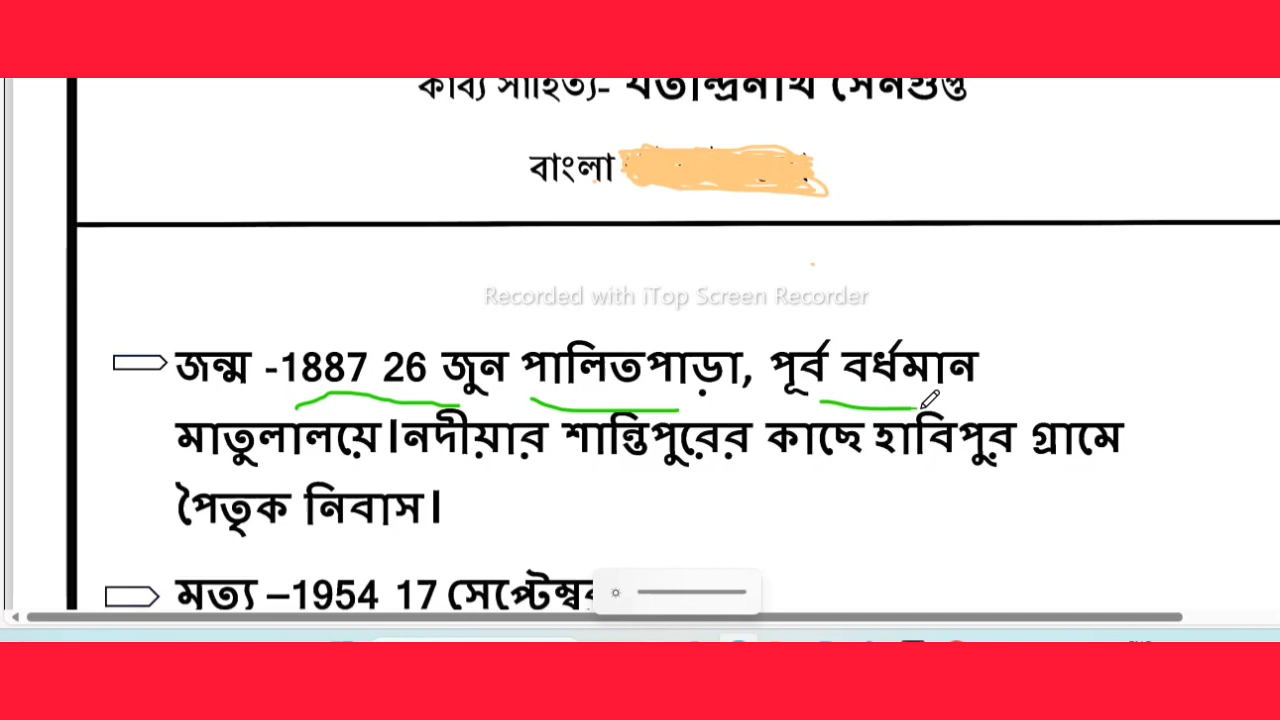 কাব্য সাহিত্য- যতীন্দ্রনাথ সেনগুপ্ত
বাংলা
Recorded with iTop Screen Recorder
জন্ম -1887 26 জুন পালিতপাড়া, পূর্ব বর্ধমান
মাতুলালয়ে।নদীয়ার শান্তিপুরের কাছে হাবিপুর গ্রামে
পৈতৃক নিবাস।
–1954 17 সেপ্টেম্বর